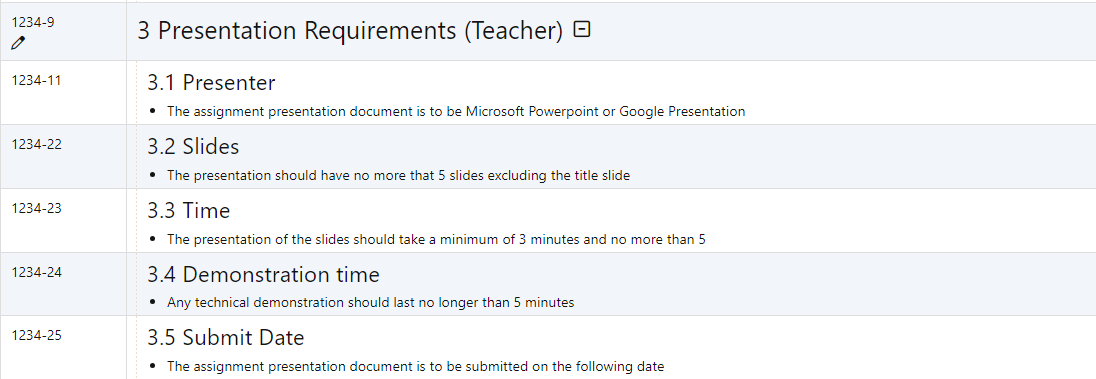 1234-9
3 Presentation Requirements (Teacher)
1234-11
3.1 Presenter
• The assignment presentation document is to be Microsoft Powerpoint or Google Presentation
1234-22
3.2 Slides
• The presentation should have no more that 5 slides excluding the title slide
1234-23
3.3 Time
• The presentation of the slides should take a minimum of 3 minutes and no more than 5
1234-24
3.4 Demonstration time
• Any technical demonstration should last no longer than 5 minutes
1234-25
3.5 Submit Date
• The assignment presentation document is to be submitted on the following date